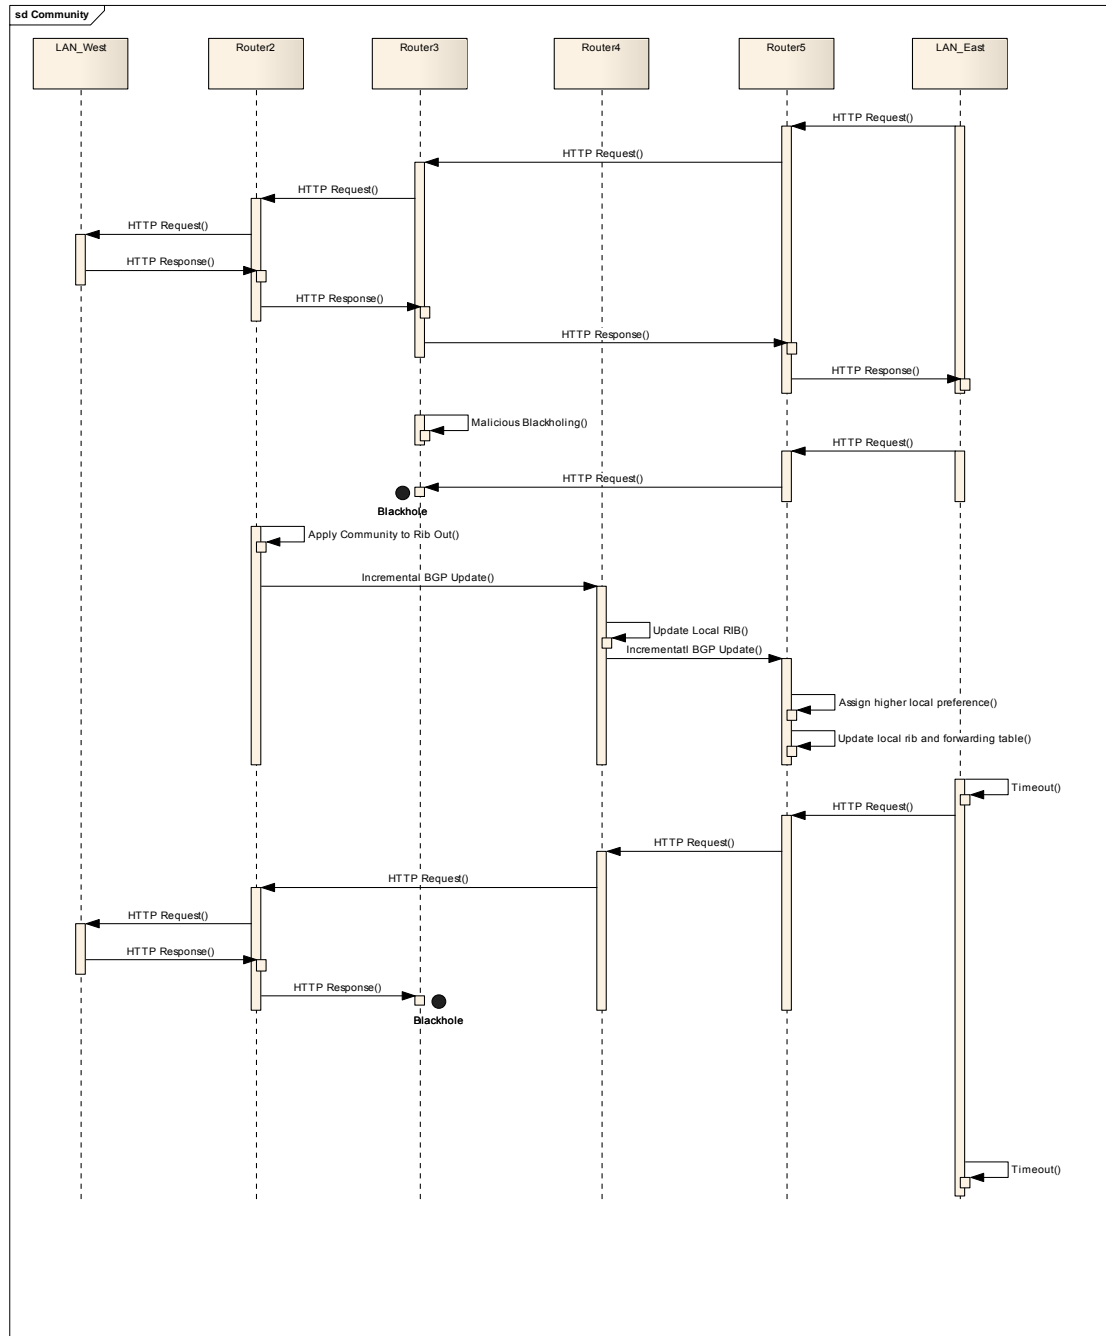 sd Community
LAN_West
Router2
Router3
Router4
Router5
LAN_East
HTTP Request()
HTTP Request()
HTTP Request()
HTTP Request()
HTTP Response()
HTTP Response()
HTTP Response()
HTTP Response()
Malicious Blackholing()
HTTP Request()
HTTP Request()
Blackhole
Apply Community to Rib Out()
Incremental BGP Update()
Update Local RIB()
Incrementatl BGP Update()
Assign higher local preference()
Update local rib and forwarding table()
Timeout()
HTTP Request()
HTTP Request()
HTTP Request()
HTTP Request()
HTTP Response()
HTTP Response()
Blackhole
Timeout()